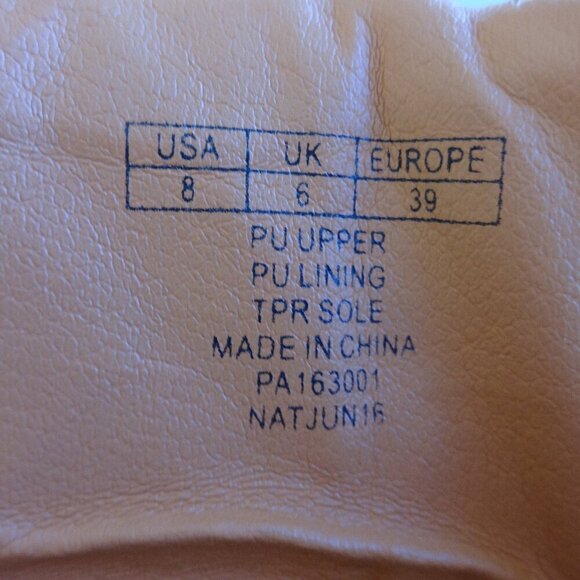 USA UK EUROPE
8 6 39
PU UPPER
PU LINING
TPR SOLE
MADE IN CHINA
PA163001
NATJUN16